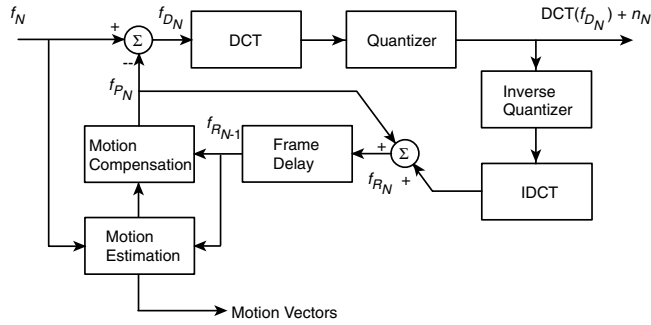 f_N
+
Σ
--
f_{D_N}
DCT
Quantizer
DCT(f_{D_N}) + n_N
f_{P_N}
Inverse
Quantizer
Motion
Compensation
f_{R_{N-1}}
Frame
Delay
+
Σ
f_{R_N}
+
IDCT
Motion
Estimation
Motion Vectors